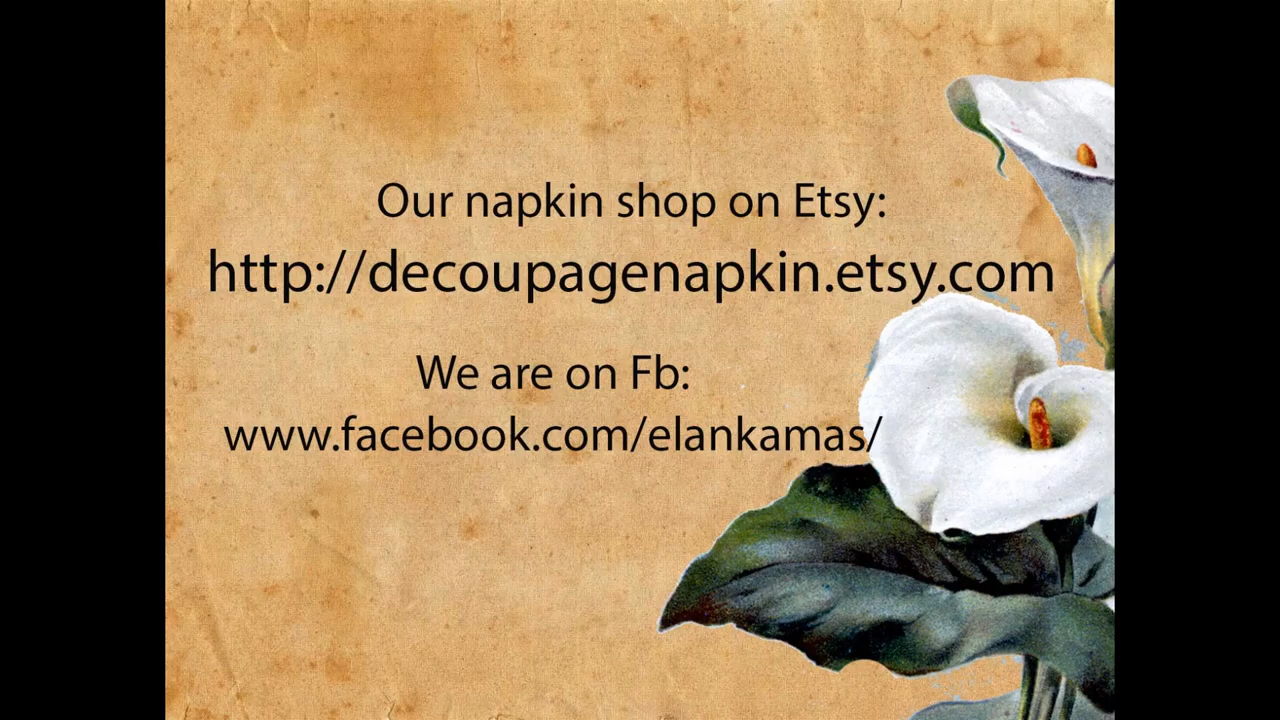 Our napkin shop on Etsy:
http://decoupagenapkin.etsy.com
We are on Fb:
www.facebook.com/elankamas/